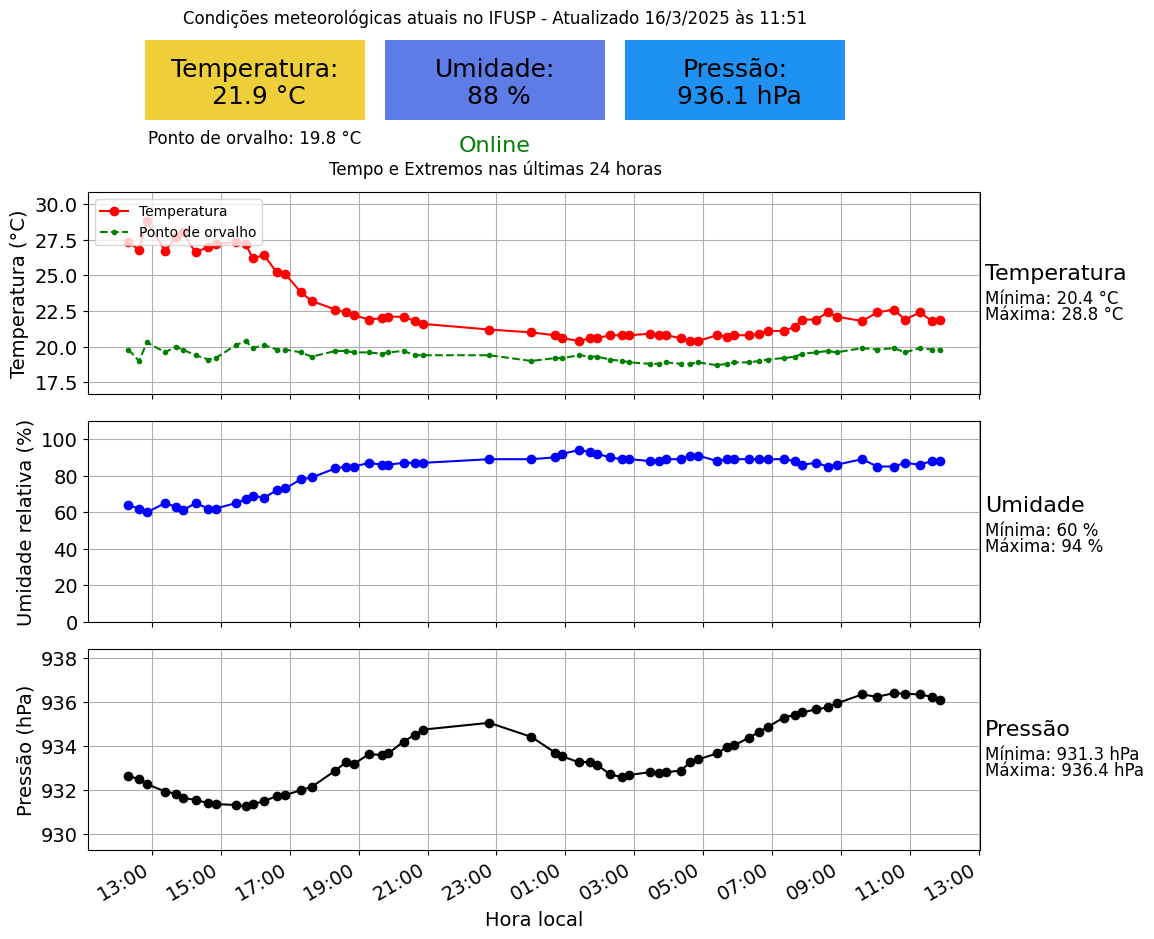 Condições meteorológicas atuais no IFUSP - Atualizado 16/3/2025 às 11:51
Temperatura:
21.9 °C
Umidade:
88 %
Pressão:
936.1 hPa
Ponto de orvalho: 19.8 °C
Online
Tempo e Extremos nas últimas 24 horas
Temperatura (°C)
30.0
27.5
25.0
22.5
20.0
17.5
Temperatura
Ponto de orvalho
Temperatura
Mínima: 20.4 °C
Máxima: 28.8 °C
Umidade relativa (%)
100
80
60
40
20
0
Umidade
Mínima: 60 %
Máxima: 94 %
Pressão (hPa)
938
936
934
932
930
Pressão
Mínima: 931.3 hPa
Máxima: 936.4 hPa
13:00 15:00 17:00 19:00 21:00 23:00 01:00 03:00 05:00 07:00 09:00 11:00 13:00
Hora local